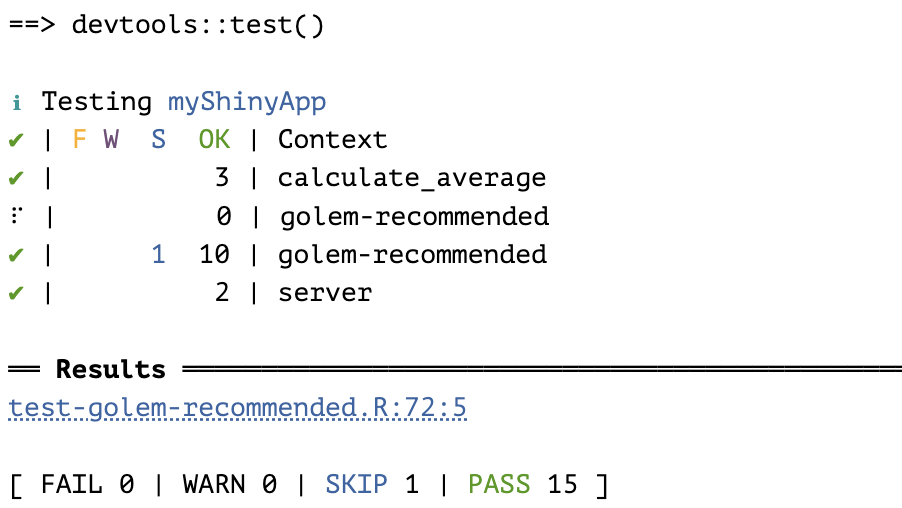 ==> devtools::test()
ℹ Testing myShinyApp
✔ | F W  S  OK | Context
✔ |          3 | calculate_average
⠏ |          0 | golem-recommended
✔ |      1  10 | golem-recommended
✔ |          2 | server
══ Results ══════════════════════════════════════════════
test-golem-recommended.R:72:5
[ FAIL 0 | WARN 0 | SKIP 1 | PASS 15 ]